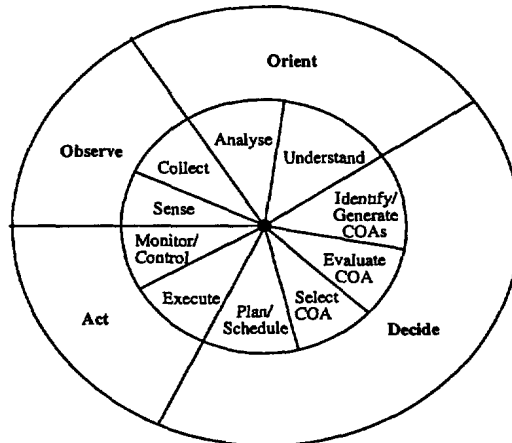 Orient
Observe
Analyse
Understand
Collect
Sense
Identify/
Generate
COAs
Monitor/
Control
Evaluate
COA
Execute
Plan/
Schedule
Select
COA
Act
Decide